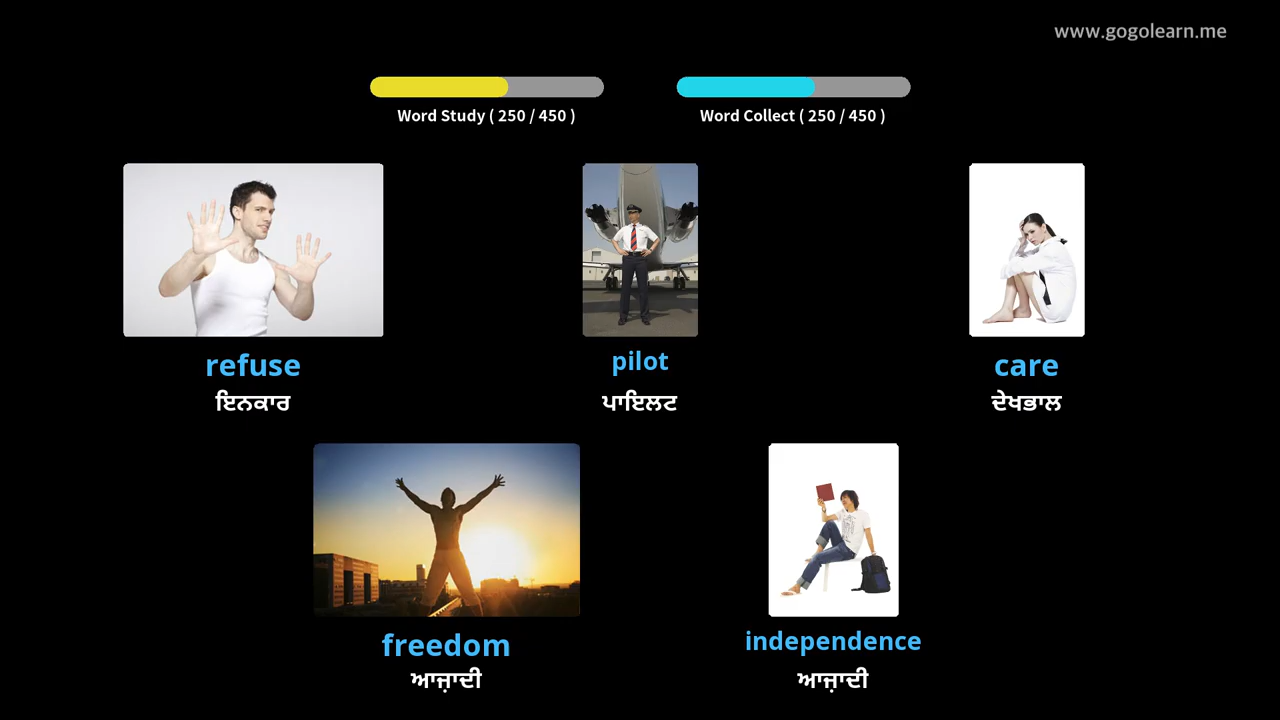 www.gogolearn.me
Word Study ( 250 / 450 )
Word Collect ( 250 / 450 )
refuse
ਇਨਕਾਰ
pilot
ਪਾਇਲਟ
care
ਦੇਖਭਾਲ
freedom
ਆਜ਼ਾਦੀ
independence
ਆਜ਼ਾਦੀ